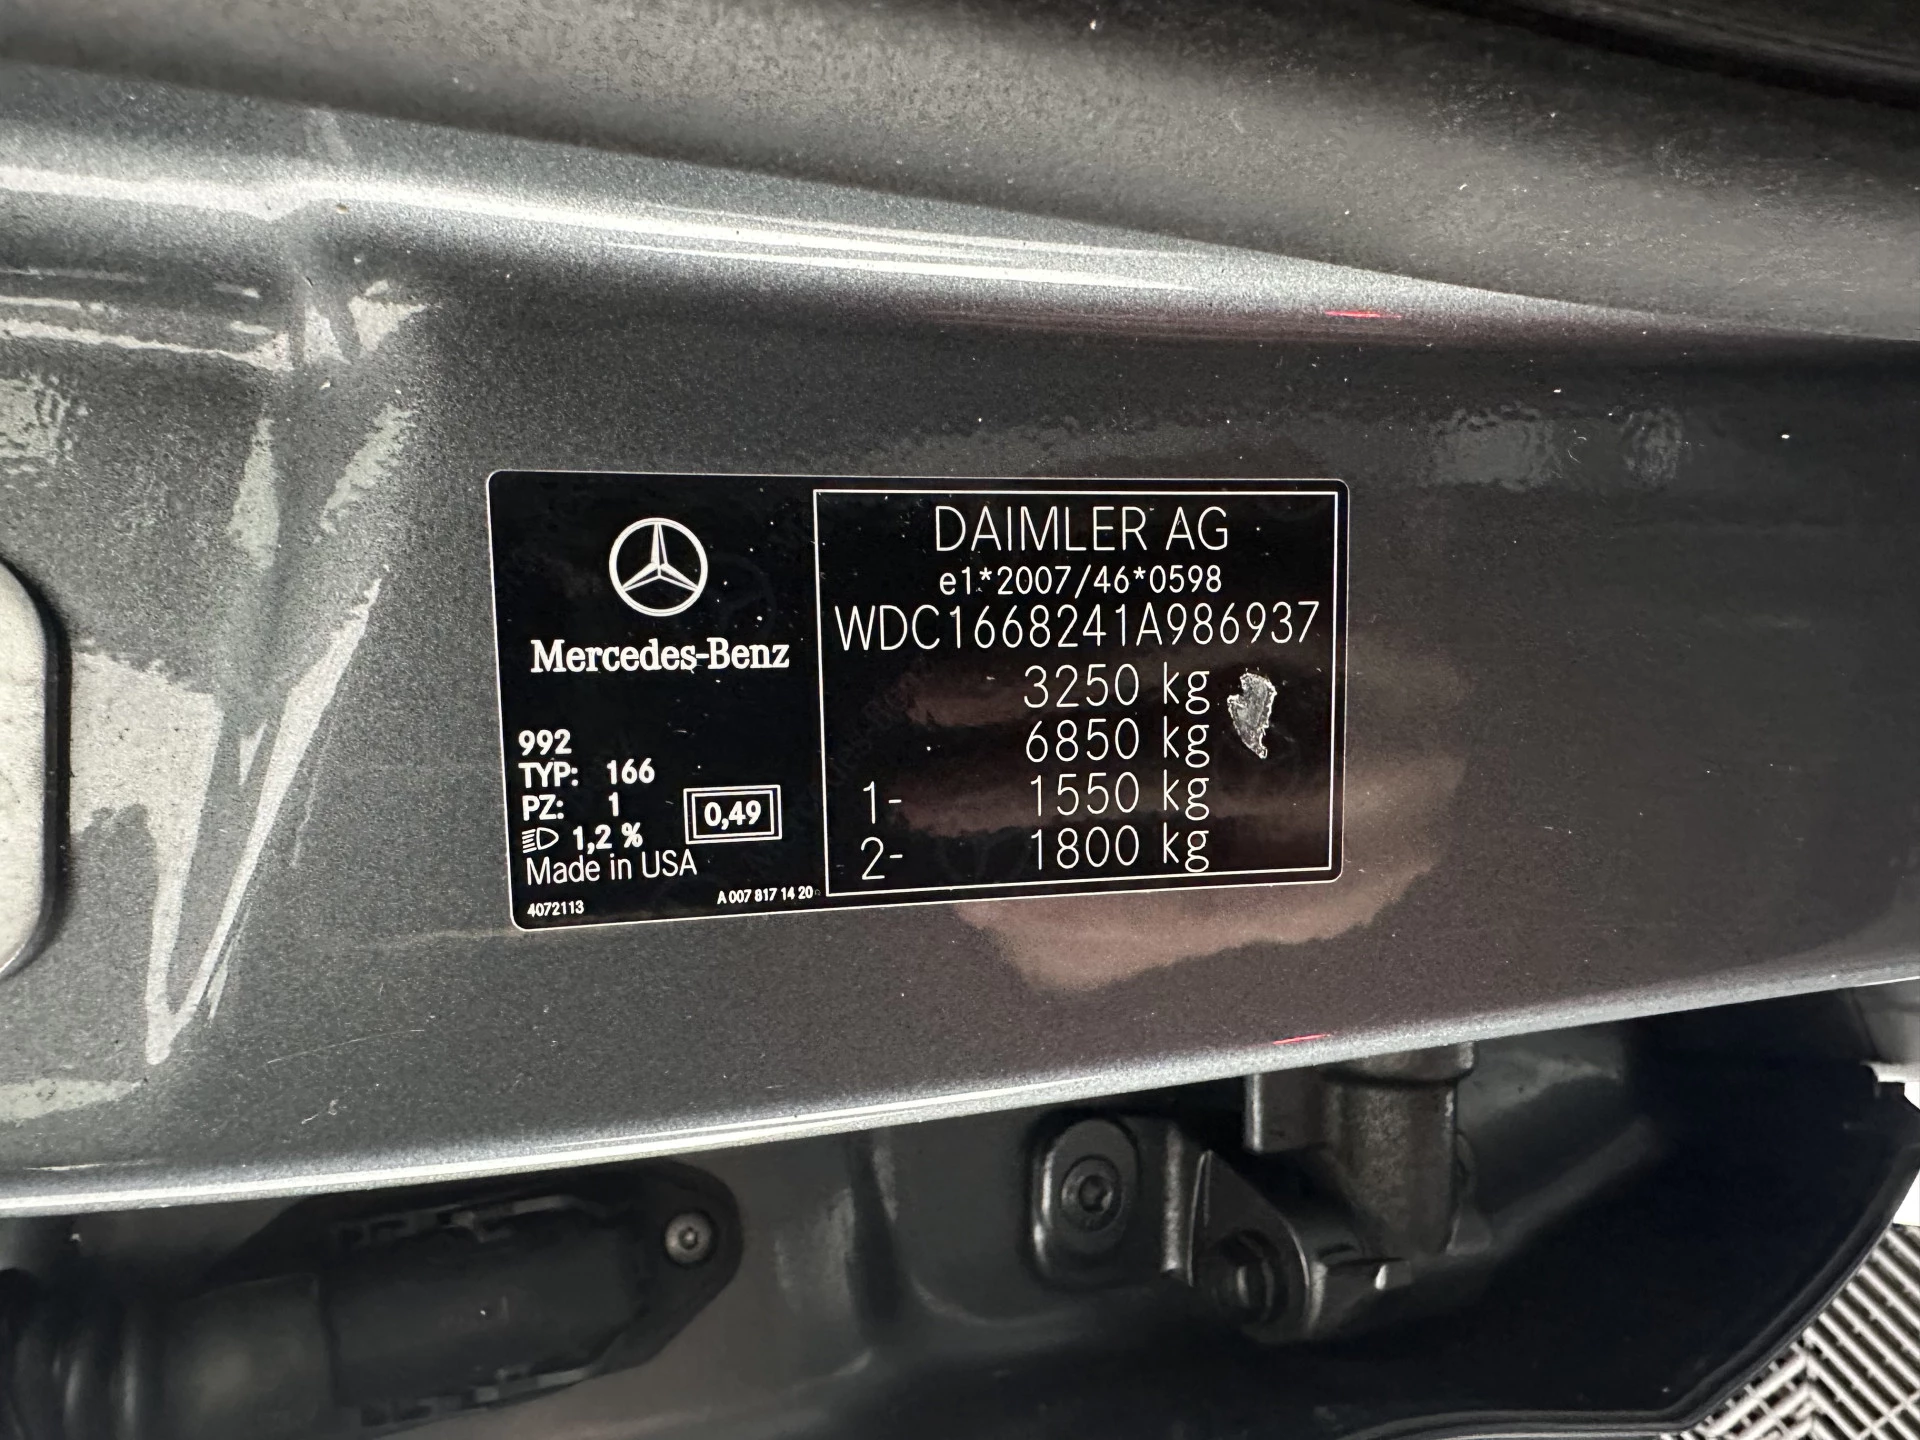 Mercedes-Benz
992
TYP: 166
PZ: 1
1,2 %
0,49
Made in USA
4072113
A 007 817 14 20
DAIMLER AG
e1*2007/46*0598
WDC1668241A986937
3250 kg
6850 kg
1- 1550 kg
2- 1800 kg